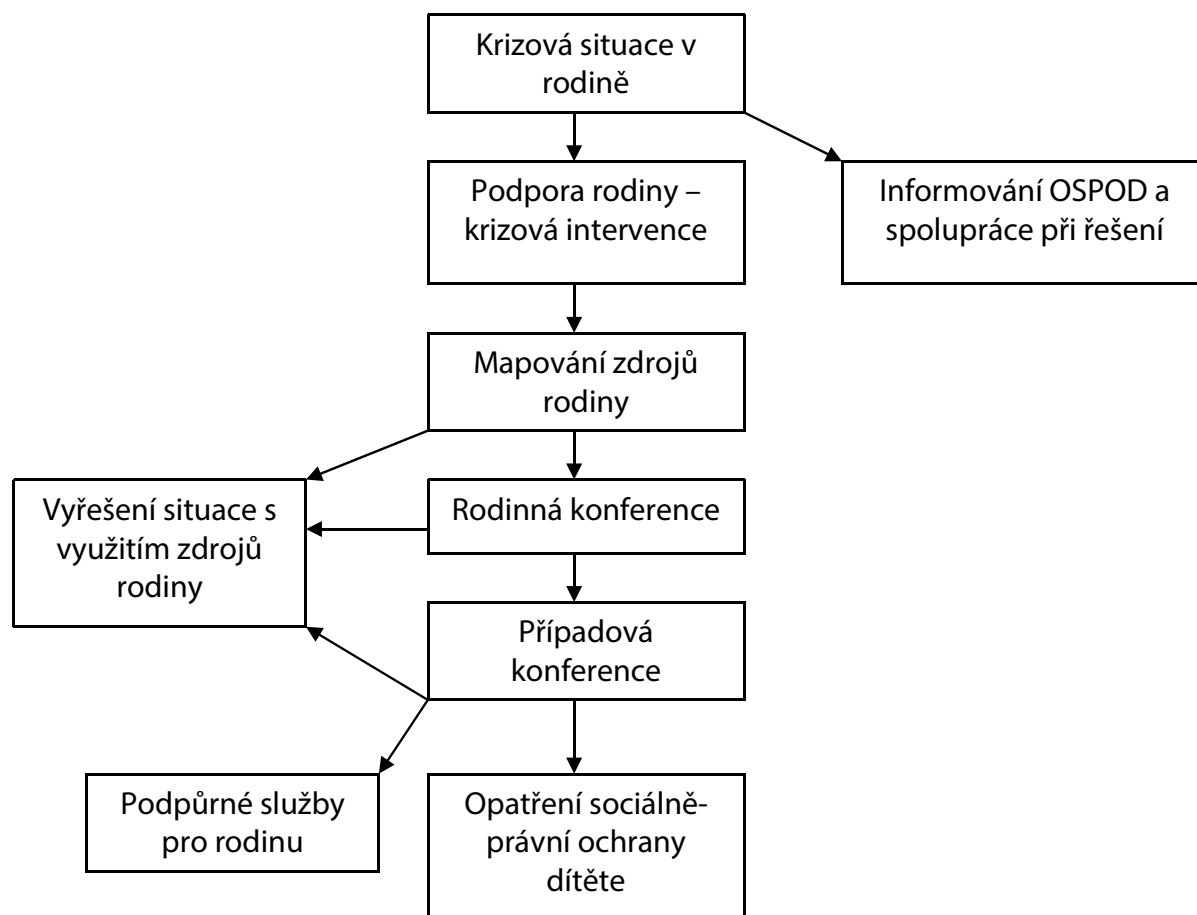 Krizová situace v
rodině
Podpora rodiny –
krizová intervence
Informování OSPOD a
spolupráce při řešení
Mapování zdrojů
rodiny
Vyřešení situace s
využitím zdrojů
rodiny
Rodinná konference
Případová
konference
Podpůrné služby
pro rodinu
Opatření sociálně-
právní ochrany
dítěte